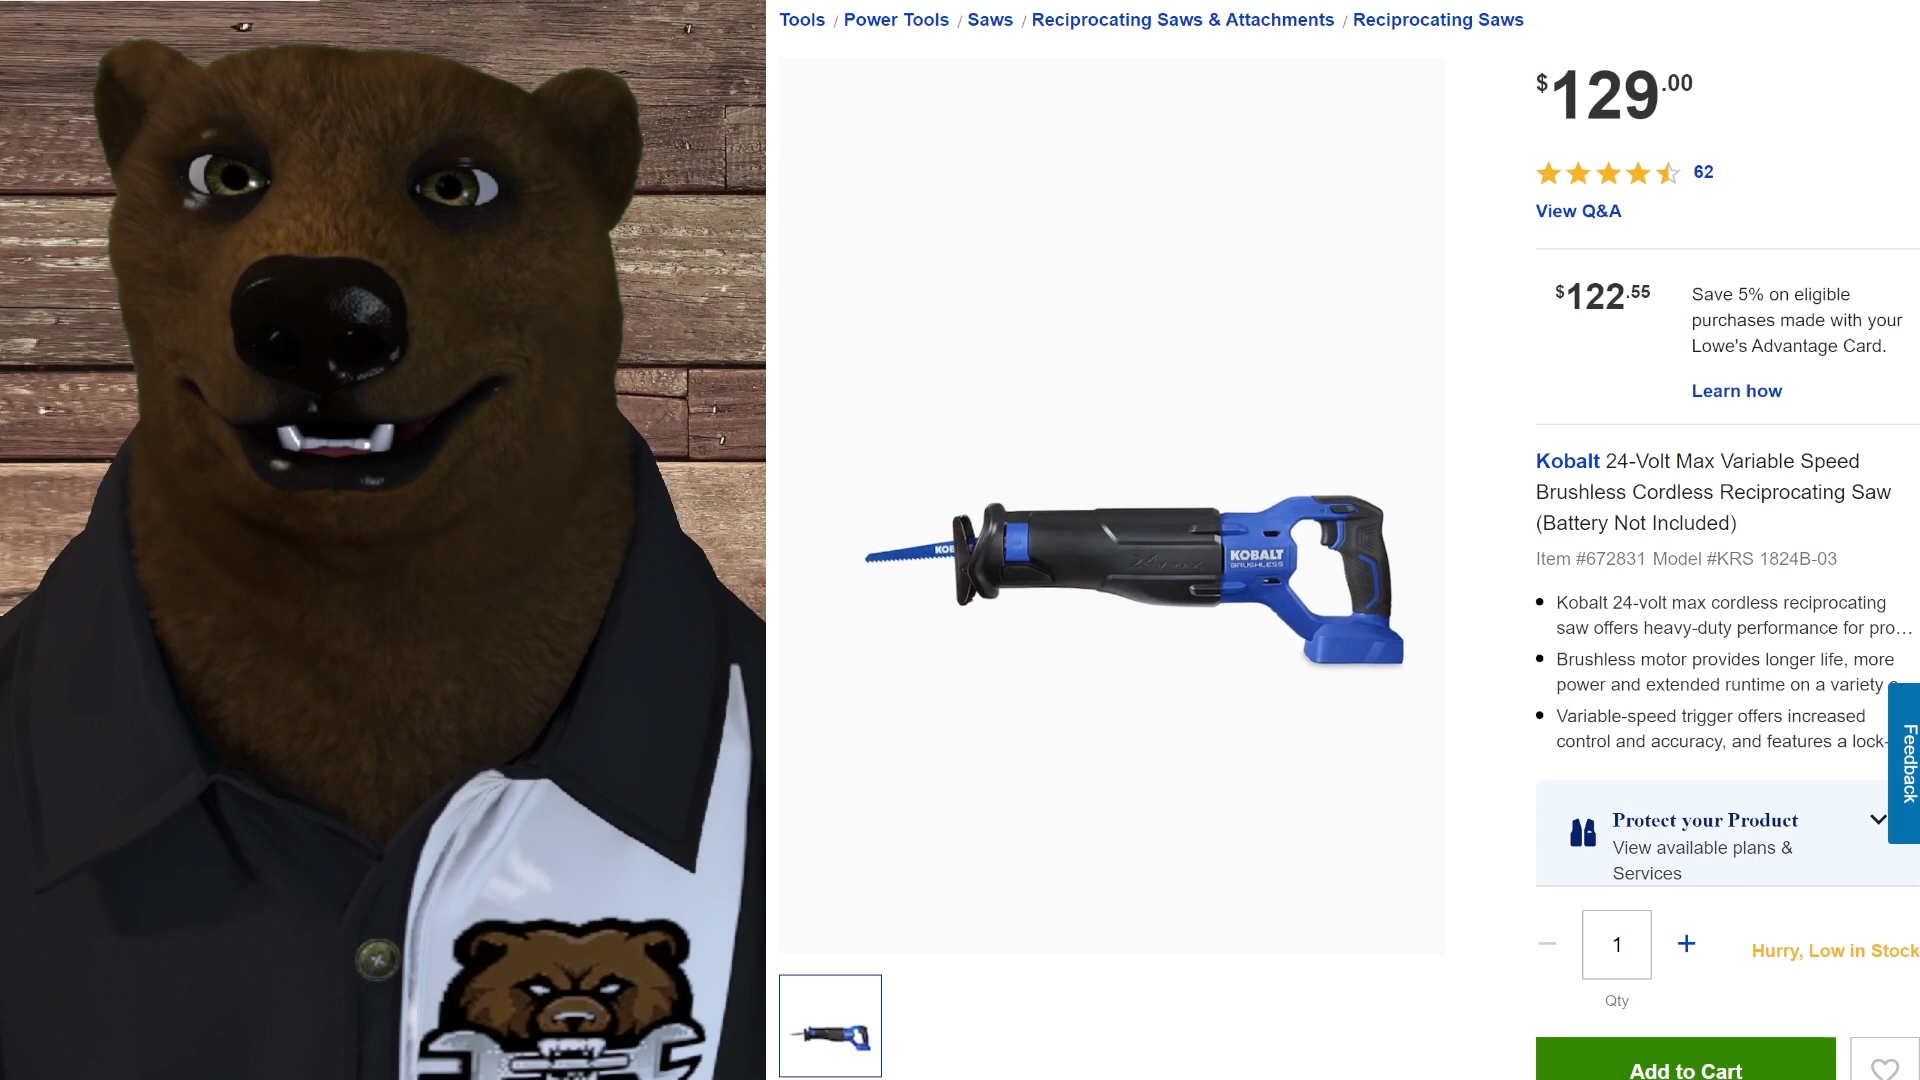 Tools / Power Tools / Saws / Reciprocating Saws & Attachments / Reciprocating Saws
$129.00
62
View Q&A
$122.55
Save 5% on eligible
purchases made with your
Lowe's Advantage Card.
Learn how
Kobalt 24-Volt Max Variable Speed
Brushless Cordless Reciprocating Saw
(Battery Not Included)
Item #672831 Model #KRS 1824B-03
• Kobalt 24-volt max cordless reciprocating
saw offers heavy-duty performance for pro…
• Brushless motor provides longer life, more
power and extended runtime on a variety
• Variable-speed trigger offers increased
control and accuracy, and features a lock-
Feedback
Protect your Product
View available plans &
Services
1
Hurry, Low in Stock
Qty
Add to Cart
KOBALT
BRUSHLESS
24V MAX